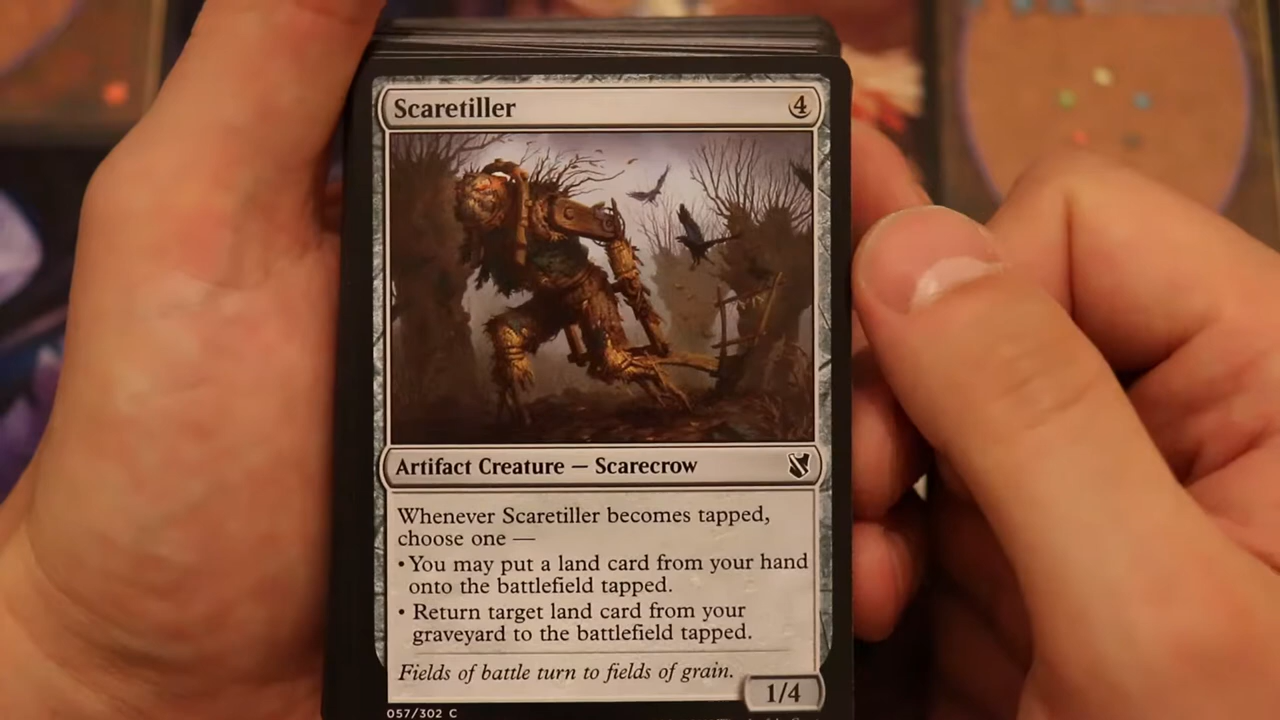 Scaretiller 4
Artifact Creature — Scarecrow
Whenever Scaretiller becomes tapped,
choose one —
• You may put a land card from your hand
onto the battlefield tapped.
• Return target land card from your
graveyard to the battlefield tapped.
Fields of battle turn to fields of grain.
1/4
057/302 C